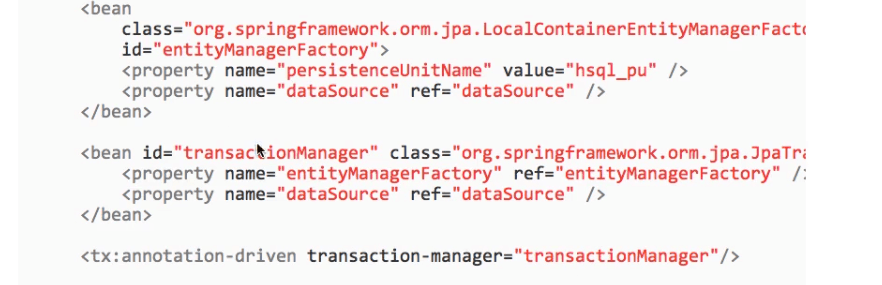 <bean
class="org.springframework.orm.jpa.LocalContainerEntityManagerFacto
id="entityManagerFactory">
<property name="persistenceUnitName" value="hsql_pu" />
<property name="dataSource" ref="dataSource" />
</bean>
<bean id="transactionManager" class="org.springframework.orm.jpa.JpaTra
<property name="entityManagerFactory" ref="entityManagerFactory" />
<property name="dataSource" ref="dataSource" />
</bean>
<tx:annotation-driven transaction-manager="transactionManager"/>